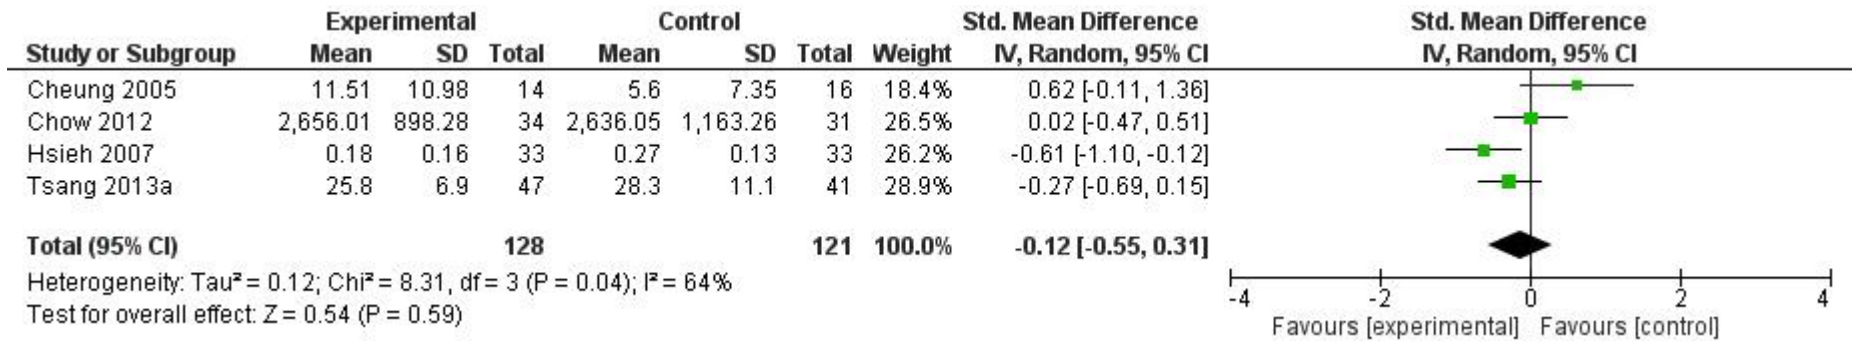 Experimental Control Std. Mean Difference Std. Mean Difference
Study or Subgroup Mean SD Total Mean SD Total Weight IV, Random, 95% CI IV, Random, 95% CI
Cheung 2005 11.51 10.98 14 5.6 7.35 16 18.4% 0.62 [-0.11, 1.36]
Chow 2012 2,656.01 898.28 34 2,636.05 1,163.26 31 26.5% 0.02 [-0.47, 0.51]
Hsieh 2007 0.18 0.16 33 0.27 0.13 33 26.2% -0.61 [-1.10, -0.12]
Tsang 2013a 25.8 6.9 47 28.3 11.1 41 28.9% -0.27 [-0.69, 0.15]
Total (95% CI) 128 121 100.0% -0.12 [-0.55, 0.31]
Heterogeneity: Tau² = 0.12; Chi² = 8.31, df = 3 (P = 0.04); I² = 64%
Test for overall effect: Z = 0.54 (P = 0.59)
-4 -2 0 2 4
Favours [experimental] Favours [control]